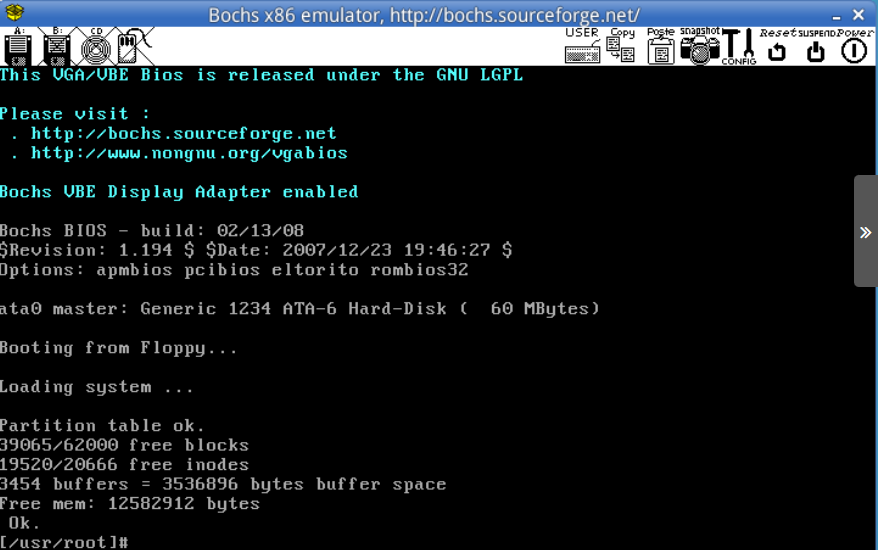 Bochs x86 emulator, http://bochs.sourceforge.net/
A: B: CD USER Copy Paste snapshot CONFIG Reset SUSPEND Power
This VGA/VBE Bios is released under the GNU LGPL
Please visit :
. http://bochs.sourceforge.net
. http://www.nongnu.org/vgabios
Bochs VBE Display Adapter enabled
Bochs BIOS - build: 02/13/08
$Revision: 1.194 $ $Date: 2007/12/23 19:46:27 $
Options: apmbios pcibios eltorito rombios32
ata0 master: Generic 1234 ATA-6 Hard-Disk (  60 MBytes)
Booting from Floppy...
Loading system ...
Partition table ok.
39065/62000 free blocks
19520/20666 free inodes
3454 buffers = 3536896 bytes buffer space
Free mem: 12582912 bytes
Ok.
[/usr/root]#